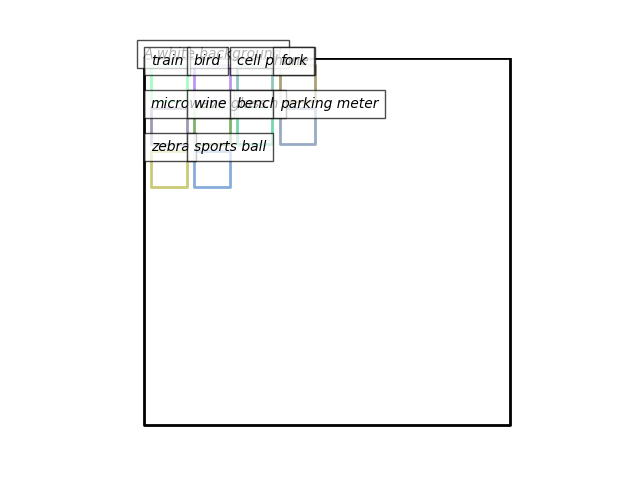 A white background
train bird cell phone fork
microwave wine glass bench parking meter
zebra sports ball